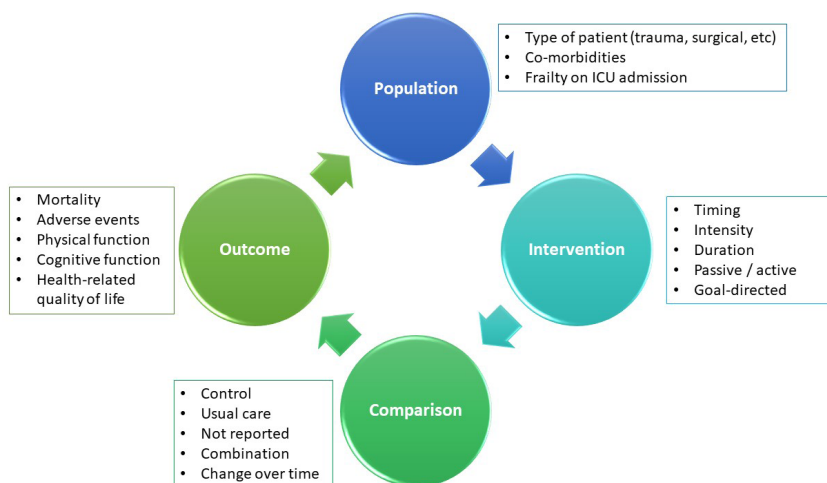 Population
• Type of patient (trauma, surgical, etc)
• Co-morbidities
• Frailty on ICU admission
Intervention
• Timing
• Intensity
• Duration
• Passive / active
• Goal-directed
Comparison
• Control
• Usual care
• Not reported
• Combination
• Change over time
Outcome
• Mortality
• Adverse events
• Physical function
• Cognitive function
• Health-related
quality of life